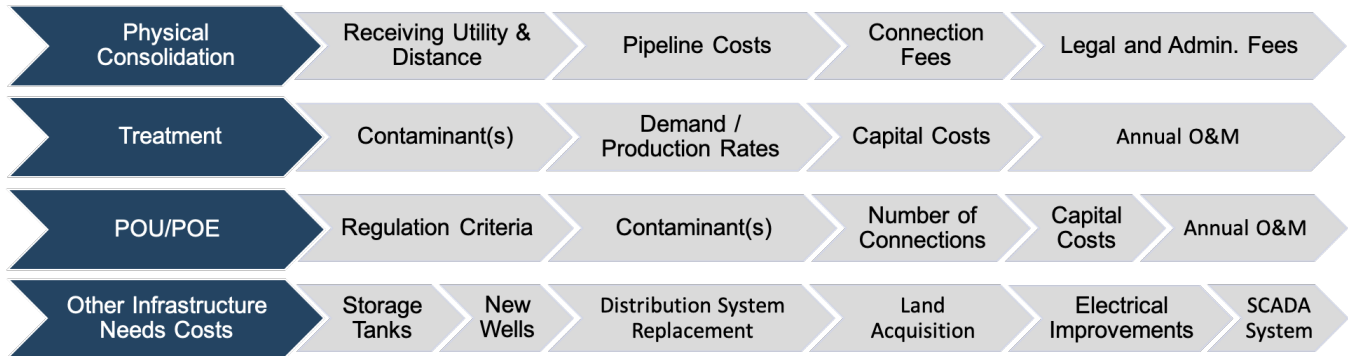 Physical
Consolidation
Receiving Utility &
Distance
Pipeline Costs
Connection
Fees
Legal and Admin. Fees
Treatment
Contaminant(s)
Demand /
Production Rates
Capital Costs
Annual O&M
POU/POE
Regulation Criteria
Contaminant(s)
Number of
Connections
Capital
Costs
Annual O&M
Other Infrastructure
Needs Costs
Storage
Tanks
New
Wells
Distribution System
Replacement
Land
Acquisition
Electrical
Improvements
SCADA
System